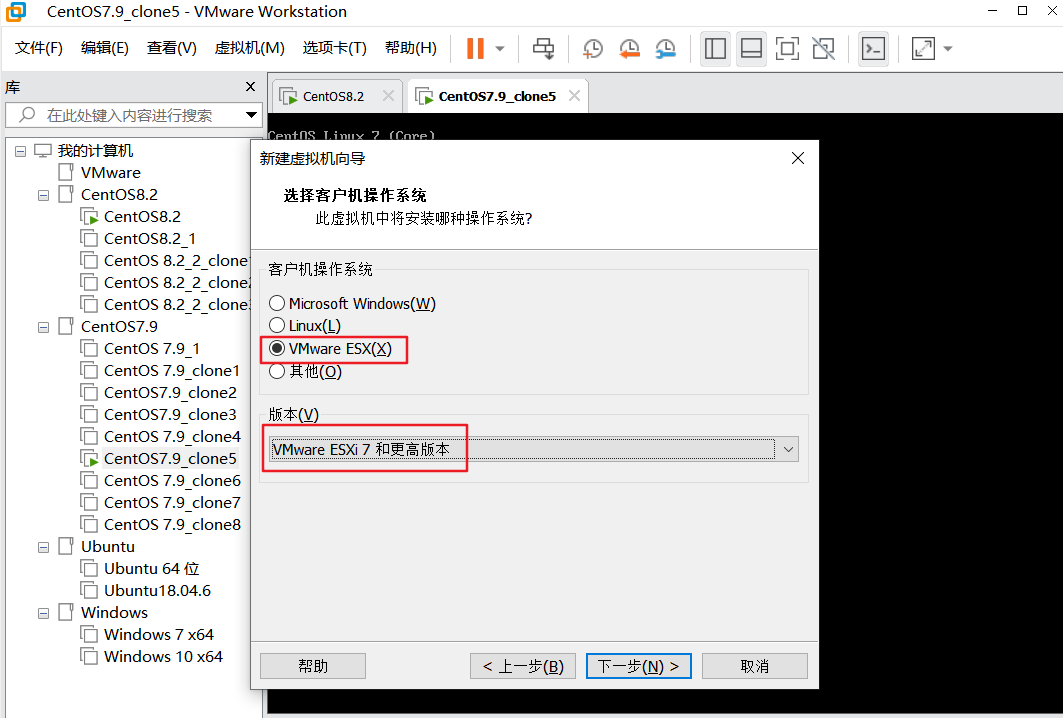 CentOS7.9_clone5 - VMware Workstation
文件(F) 编辑(E) 查看(V) 虚拟机(M) 选项卡(T) 帮助(H)
库
在此处键入内容进行搜索
我的计算机
VMware
CentOS8.2
CentOS8.2
CentOS8.2_1
CentOS 8.2_2_clone
CentOS 8.2_2_clone
CentOS 8.2_2_clone
CentOS7.9
CentOS 7.9_1
CentOS 7.9_clone1
CentOS7.9_clone2
CentOS7.9_clone3
CentOS 7.9_clone4
CentOS7.9_clone5
CentOS 7.9_clone6
CentOS 7.9_clone7
CentOS 7.9_clone8
Ubuntu
Ubuntu 64 位
Ubuntu18.04.6
Windows
Windows 7 x64
Windows 10 x64
CentOS8.2
CentOS7.9_clone5
CentOS Linux 7 (Core)
新建虚拟机向导
选择客户机操作系统
此虚拟机中将安装哪种操作系统?
客户机操作系统
Microsoft Windows(W)
Linux(L)
VMware ESX(X)
其他(O)
版本(V)
VMware ESXi 7 和更高版本
帮助
< 上一步(B)
下一步(N) >
取消